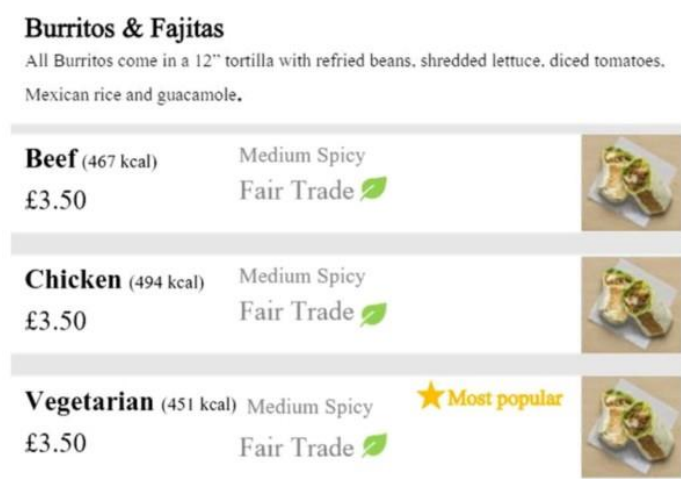 Burritos & Fajitas
All Burritos come in a 12” tortilla with refried beans, shredded lettuce, diced tomatoes,
Mexican rice and guacamole.
Beef (467 kcal) Medium Spicy
£3.50 Fair Trade
Chicken (494 kcal) Medium Spicy
£3.50 Fair Trade
Vegetarian (451 kcal) Medium Spicy Most popular
£3.50 Fair Trade